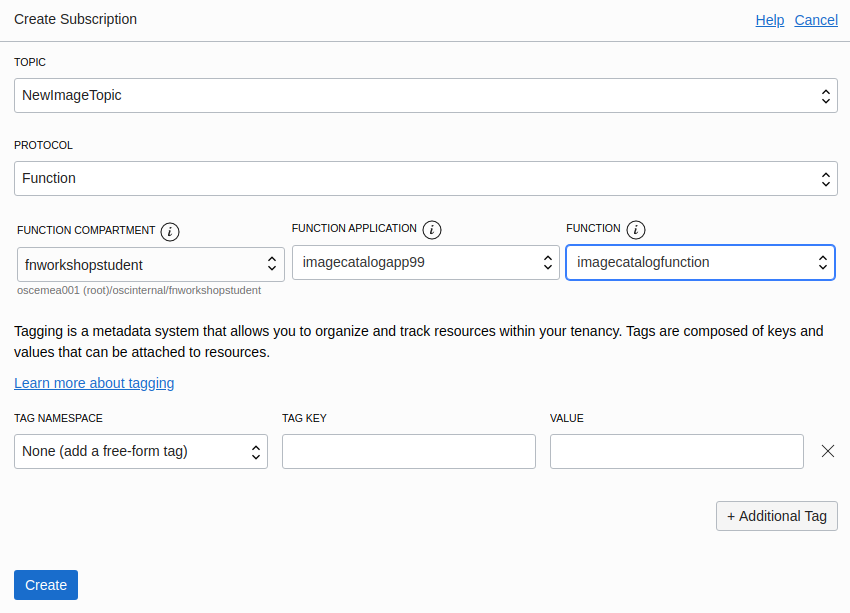 Create Subscription Help Cancel
TOPIC
NewImageTopic
PROTOCOL
Function
FUNCTION COMPARTMENT i FUNCTION APPLICATION i FUNCTION i
fnworkshopstudent imagecatalogapp99 imagecatalogfunction
oscemea001 (root)/oscinternal/fnworkshopstudent
Tagging is a metadata system that allows you to organize and track resources within your tenancy. Tags are composed of keys and
values that can be attached to resources.
Learn more about tagging
TAG NAMESPACE TAG KEY VALUE
None (add a free-form tag)
+ Additional Tag
Create